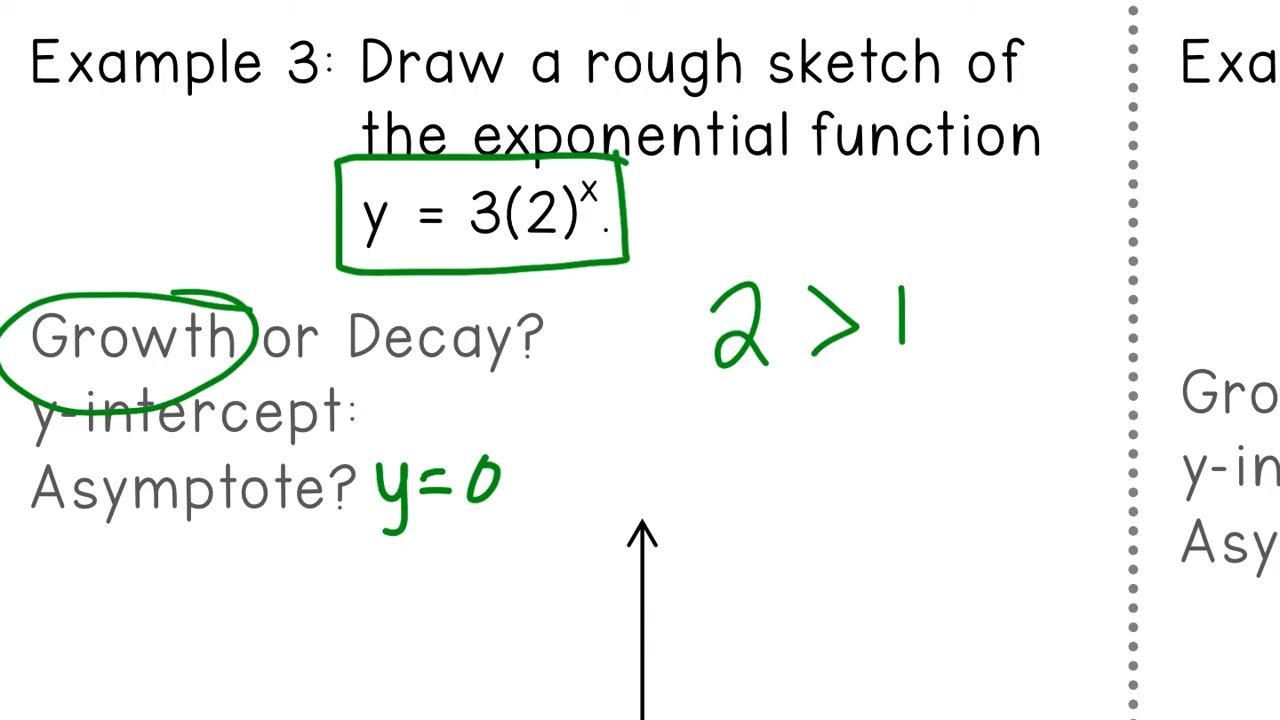 Example 3: Draw a rough sketch of
the exponential function
y = 3(2)ˣ.
2 > 1
Growth or Decay?
y-intercept:
Asymptote? y=0
Exa
Gro
y-in
Asy